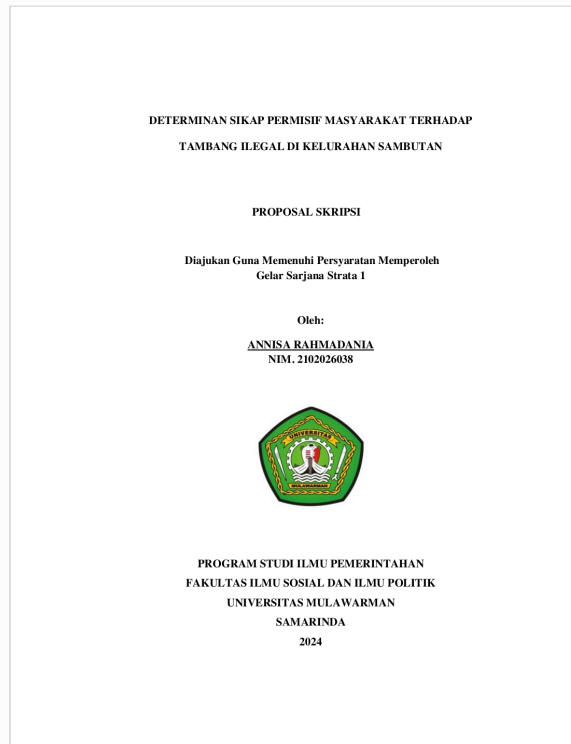 DETERMINAN SIKAP PERMISIF MASYARAKAT TERHADAP
TAMBANG ILEGAL DI KELURAHAN SAMBUTAN
PROPOSAL SKRIPSI
Diajukan Guna Memenuhi Persyaratan Memperoleh
Gelar Sarjana Strata 1
Oleh:
ANNISA RAHMADANIA
NIM. 2102026038
UNIVERSITAS
MULAWARMAN
PROGRAM STUDI ILMU PEMERINTAHAN
FAKULTAS ILMU SOSIAL DAN ILMU POLITIK
UNIVERSITAS MULAWARMAN
SAMARINDA
2024